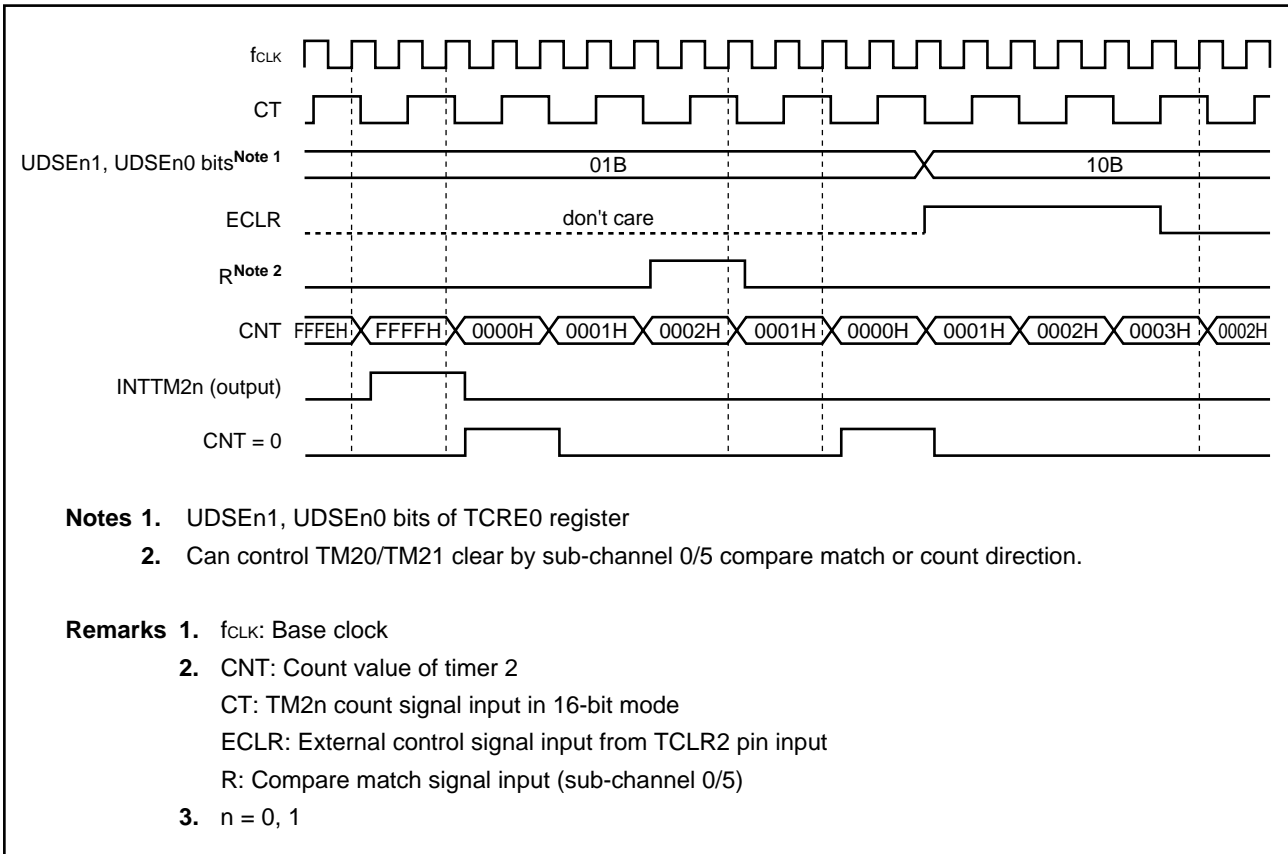 fCLK
CT
UDSEn1, UDSEn0 bitsNote 1 01B 10B
ECLR don't care
RNote 2
CNT FFFEH FFFFH 0000H 0001H 0002H 0001H 0000H 0001H 0002H 0003H 0002H
INTTM2n (output)
CNT = 0
Notes 1. UDSEn1, UDSEn0 bits of TCRE0 register
2. Can control TM20/TM21 clear by sub-channel 0/5 compare match or count direction.
Remarks 1. fCLK: Base clock
2. CNT: Count value of timer 2
CT: TM2n count signal input in 16-bit mode
ECLR: External control signal input from TCLR2 pin input
R: Compare match signal input (sub-channel 0/5)
3. n = 0, 1